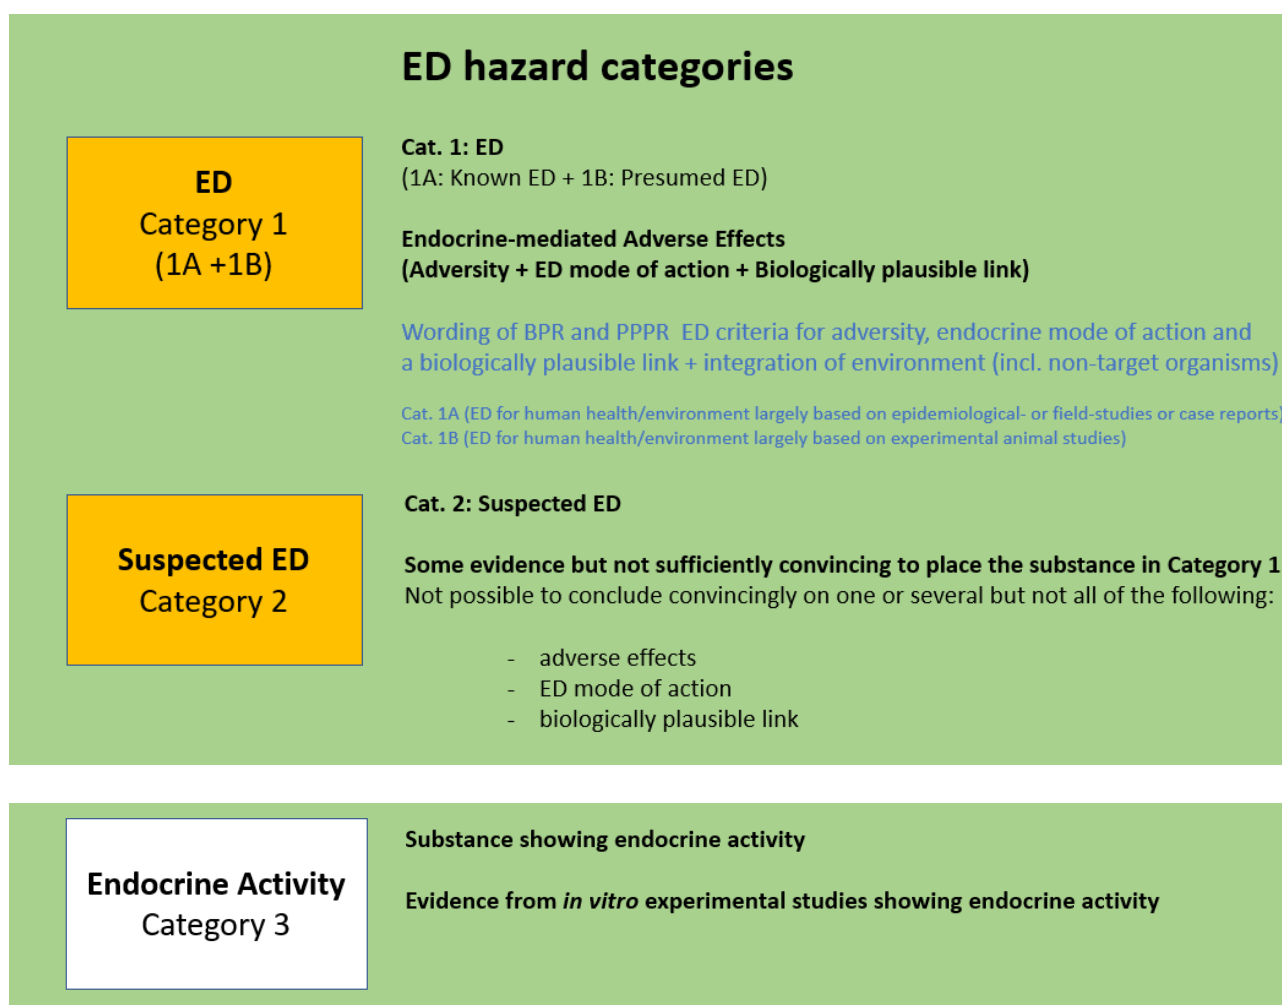 ED hazard categories
ED
Category 1
(1A +1B)
Cat. 1: ED
(1A: Known ED + 1B: Presumed ED)
Endocrine-mediated Adverse Effects
(Adversity + ED mode of action + Biologically plausible link)
Wording of BPR and PPPR ED criteria for adversity, endocrine mode of action and
a biologically plausible link + integration of environment (incl. non-target organisms)
Cat. 1A (ED for human health/environment largely based on epidemiological- or field-studies or case reports)
Cat. 1B (ED for human health/environment largely based on experimental animal studies)
Suspected ED
Category 2
Cat. 2: Suspected ED
Some evidence but not sufficiently convincing to place the substance in Category 1
Not possible to conclude convincingly on one or several but not all of the following:
- adverse effects
- ED mode of action
- biologically plausible link
Endocrine Activity
Category 3
Substance showing endocrine activity
Evidence from in vitro experimental studies showing endocrine activity